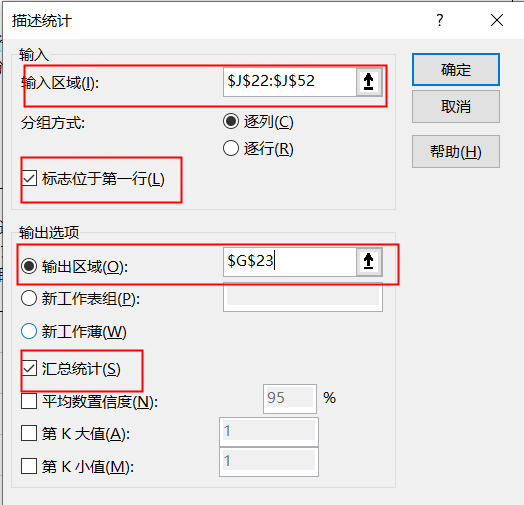 描述统计
输入
输入区域(I):
$J$22:$J$52
确定
取消
分组方式:
逐列(C)
逐行(R)
帮助(H)
标志位于第一行(L)
输出选项
输出区域(O):
$G$23
新工作表组(P):
新工作薄(W)
汇总统计(S)
平均数置信度(N):
95 %
第 K 大值(A):
1
第 K 小值(M):
1